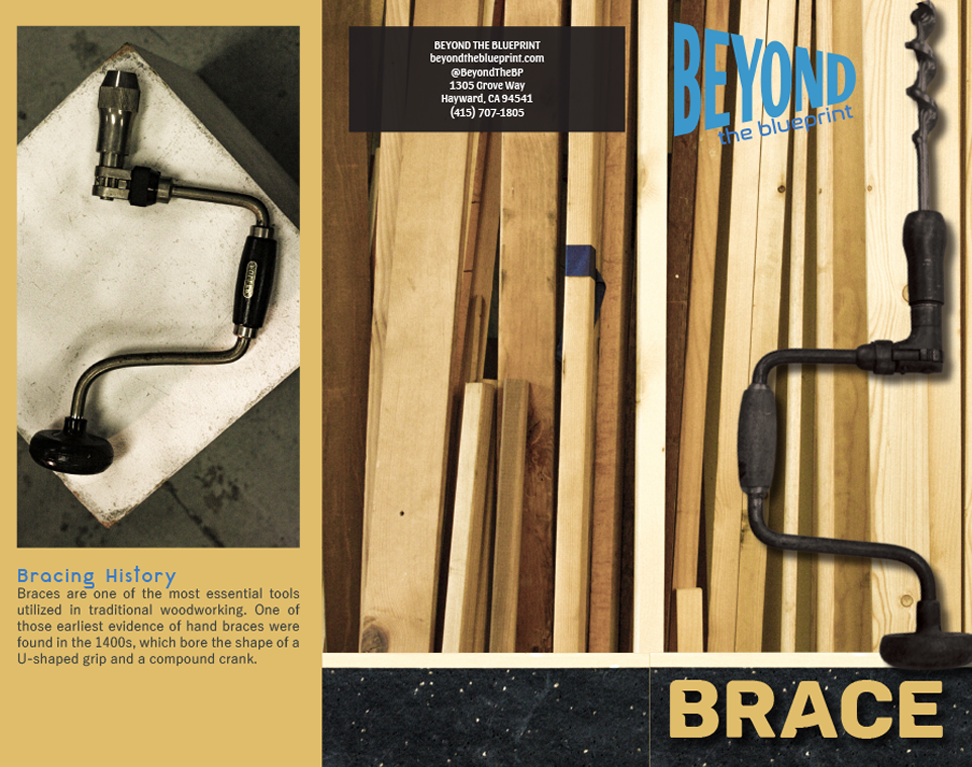 Bracing History
Braces are one of the most essential tools
utilized in traditional woodworking. One of
those earliest evidence of hand braces were
found in the 1400s, which bore the shape of a
U-shaped grip and a compound crank.
BEYOND THE BLUEPRINT
beyondtheblueprint.com
@BeyondTheBP
1305 Grove Way
Hayward, CA 94541
(415) 707-1805
BEYOND
the blueprint
BRACE